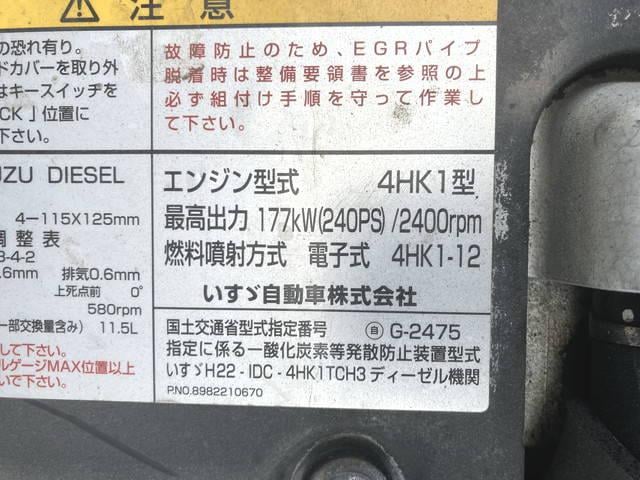 注意
の恐れ有り。
ドカバーを取り外
はキースイッチを
CK」位置に
下さい。
故障防止のため、EGRパイプ
脱着時は整備要領書を参照の上
必ず組付け手順を守って作業し
て下さい。
UZU DIESEL
4-115×125mm
調整表
3-4-2
.6mm 排気0.6mm
上死点前 0°
580rpm
一部交換量含み) 11.5L
して下さい。
ルゲージMAX位置以上
いで下さい。
エンジン型式 4HK1型
最高出力 177kW(240PS)/2400rpm
燃料噴射方式 電子式 4HK1-12
いすゞ自動車株式会社
国土交通省型式指定番号 ㊂ G-2475
指定に係る一酸化炭素等発散防止装置型式
いすゞH22-IDC-4HK1TCH3ディーゼル機関
P.NO.8982210670